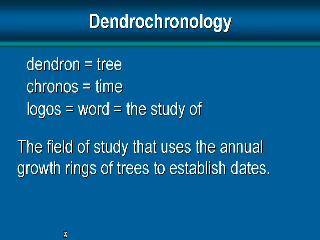 Dendrochronology
dendron = tree
chronos = time
logos = word = the study of
The field of study that uses the annual
growth rings of trees to establish dates.